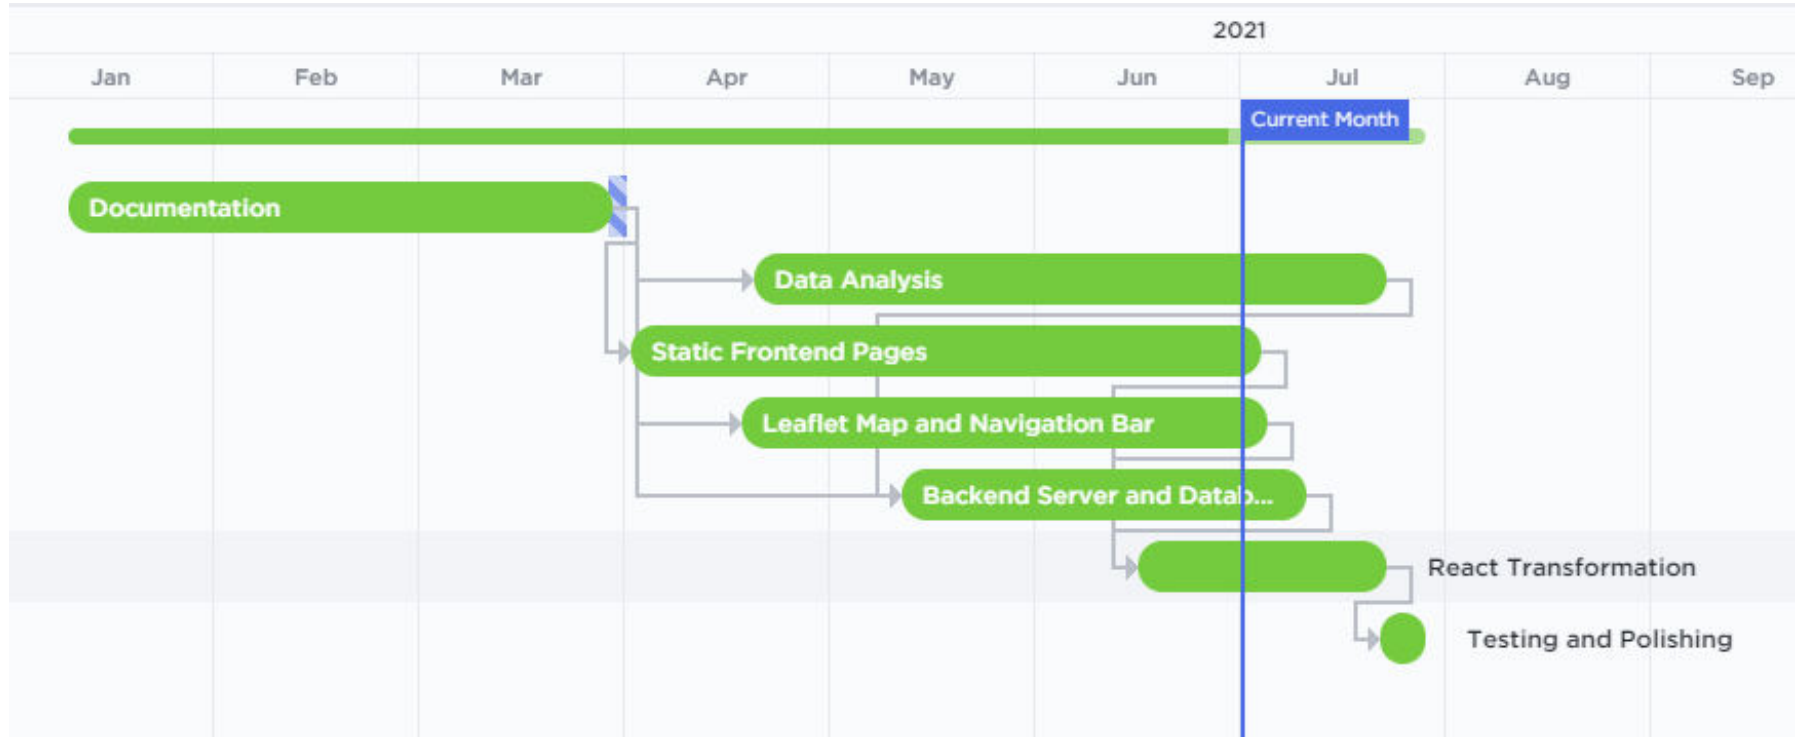 2021
Jan Feb Mar Apr May Jun Jul Aug Sep
Current Month
Documentation
Data Analysis
Static Frontend Pages
Leaflet Map and Navigation Bar
Backend Server and Datab...
React Transformation
Testing and Polishing